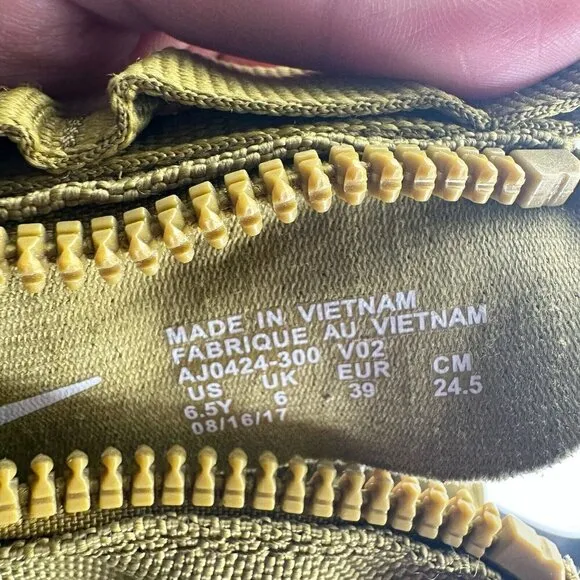 MADE IN VIETNAM
FABRIQUE AU VIETNAM
AJ0424-300 V02
US UK EUR CM
6.5Y 6 39 24.5
08/16/17